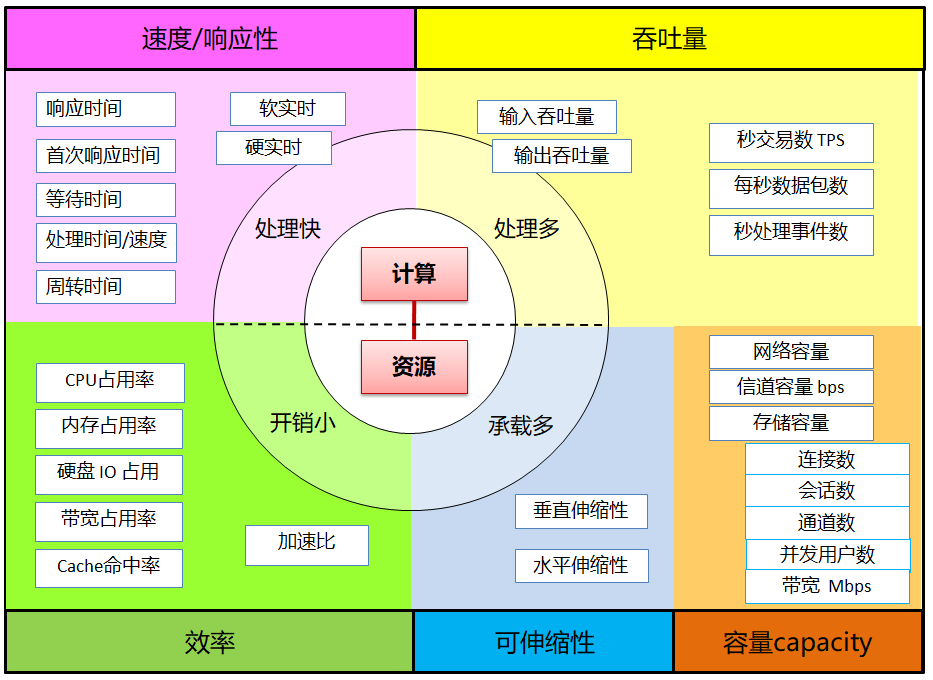 速度/响应性
吞吐量
响应时间
首次响应时间
等待时间
处理时间/速度
周转时间
软实时
硬实时
处理快
输入吞吐量
输出吞吐量
处理多
秒交易数 TPS
每秒数据包数
秒处理事件数
计算
资源
CPU占用率
内存占用率
硬盘 IO 占用
带宽占用率
Cache命中率
开销小
加速比
承载多
垂直伸缩性
水平伸缩性
网络容量
信道容量 bps
存储容量
连接数
会话数
通道数
并发用户数
带宽 Mbps
效率
可伸缩性
容量capacity